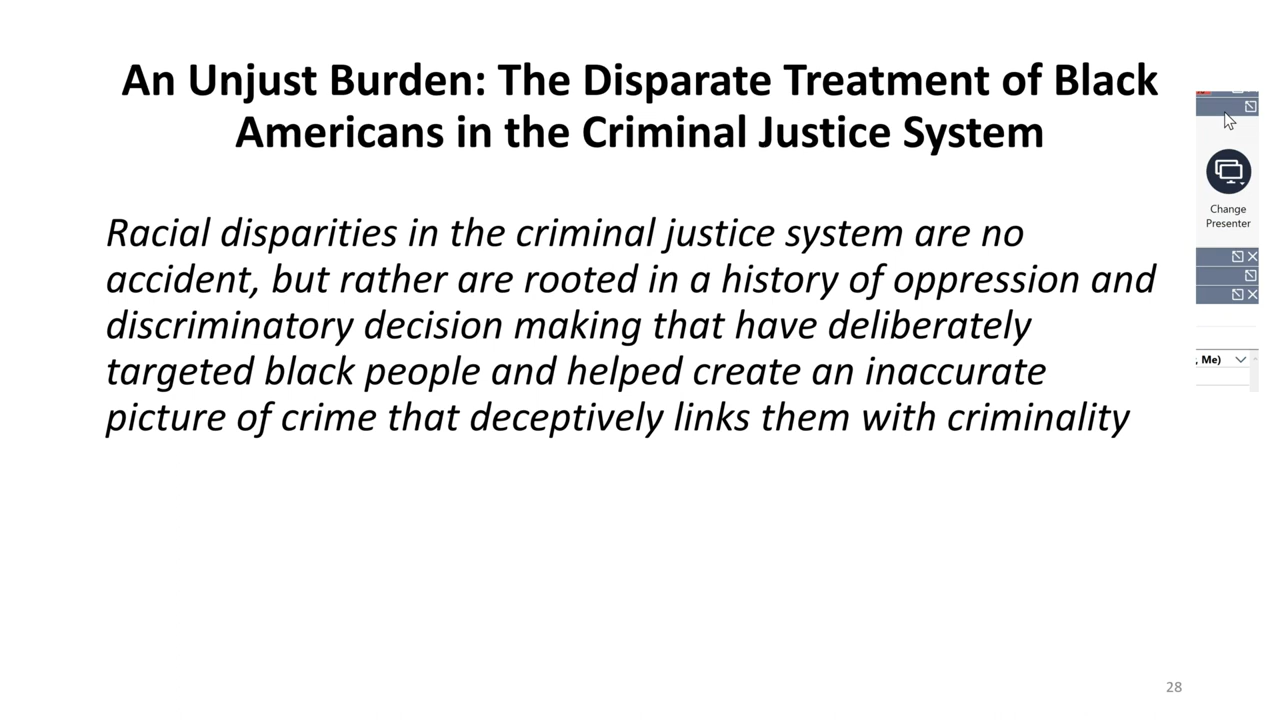 An Unjust Burden: The Disparate Treatment of Black
Americans in the Criminal Justice System
Racial disparities in the criminal justice system are no
accident, but rather are rooted in a history of oppression and
discriminatory decision making that have deliberately
targeted black people and helped create an inaccurate
picture of crime that deceptively links them with criminality
Change
Presenter
, Me)
28